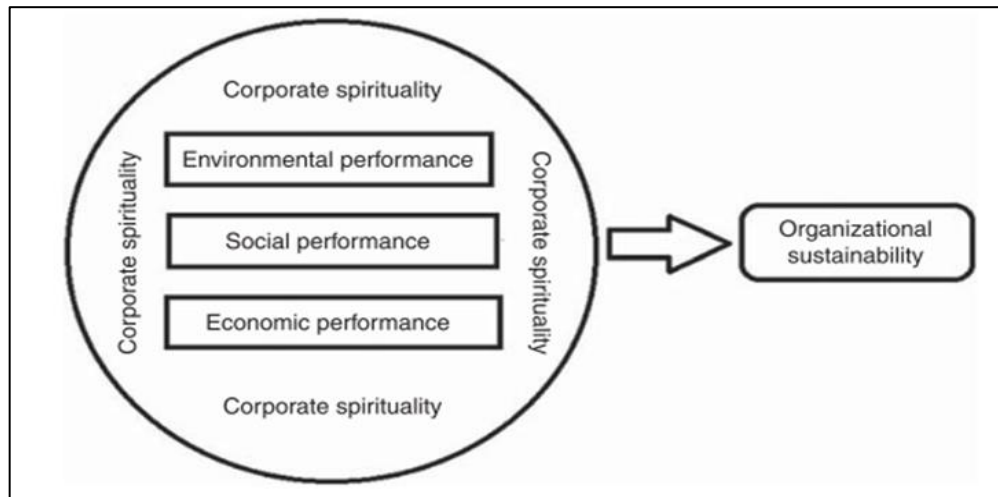 Corporate spirituality
Environmental performance
Corporate spirituality
Social performance
Corporate spirituality
Economic performance
Corporate spirituality
Organizational
sustainability